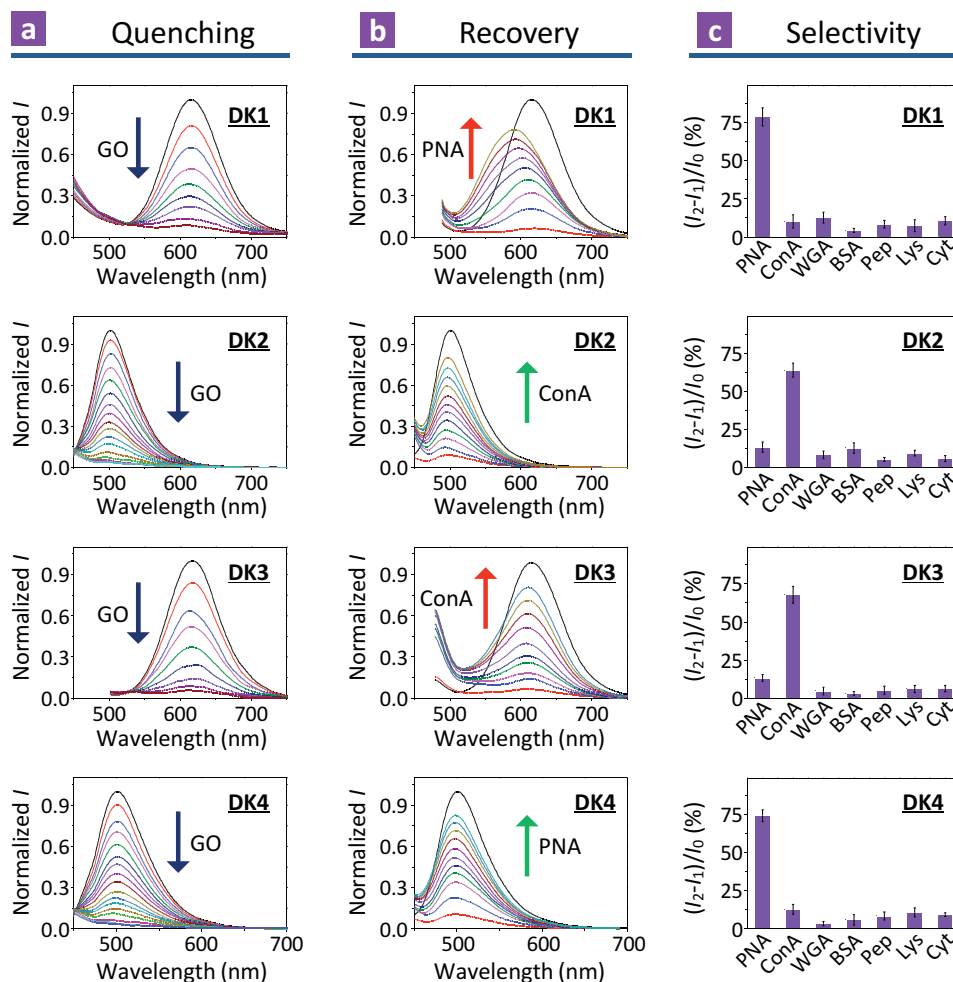 a Quenching
b Recovery
c Selectivity
Normalized I
0.9
0.6
0.3
0.0
GO
DK1
500 600 700
Wavelength (nm)
Normalized I
0.9
0.6
0.3
0.0
PNA
DK1
500 600 700
Wavelength (nm)
(I₂-I₁)/I₀ (%)
75
50
25
0
DK1
PNA ConA WGA BSA Pep Lys Cyt
Normalized I
0.9
0.6
0.3
0.0
DK2
GO
500 600 700
Wavelength (nm)
Normalized I
0.9
0.6
0.3
0.0
DK2
ConA
500 600 700
Wavelength (nm)
(I₂-I₁)/I₀ (%)
75
50
25
0
DK2
PNA ConA WGA BSA Pep Lys Cyt
Normalized I
0.9
0.6
0.3
0.0
GO
DK3
500 600 700
Wavelength (nm)
Normalized I
0.9
0.6
0.3
0.0
ConA
DK3
500 600 700
Wavelength (nm)
(I₂-I₁)/I₀ (%)
75
50
25
0
DK3
PNA ConA WGA BSA Pep Lys Cyt
Normalized I
0.9
0.6
0.3
0.0
DK4
GO
500 600 700
Wavelength (nm)
Normalized I
0.9
0.6
0.3
0.0
DK4
PNA
500 600 700
Wavelength (nm)
(I₂-I₁)/I₀ (%)
75
50
25
0
DK4
PNA ConA WGA BSA Pep Lys Cyt